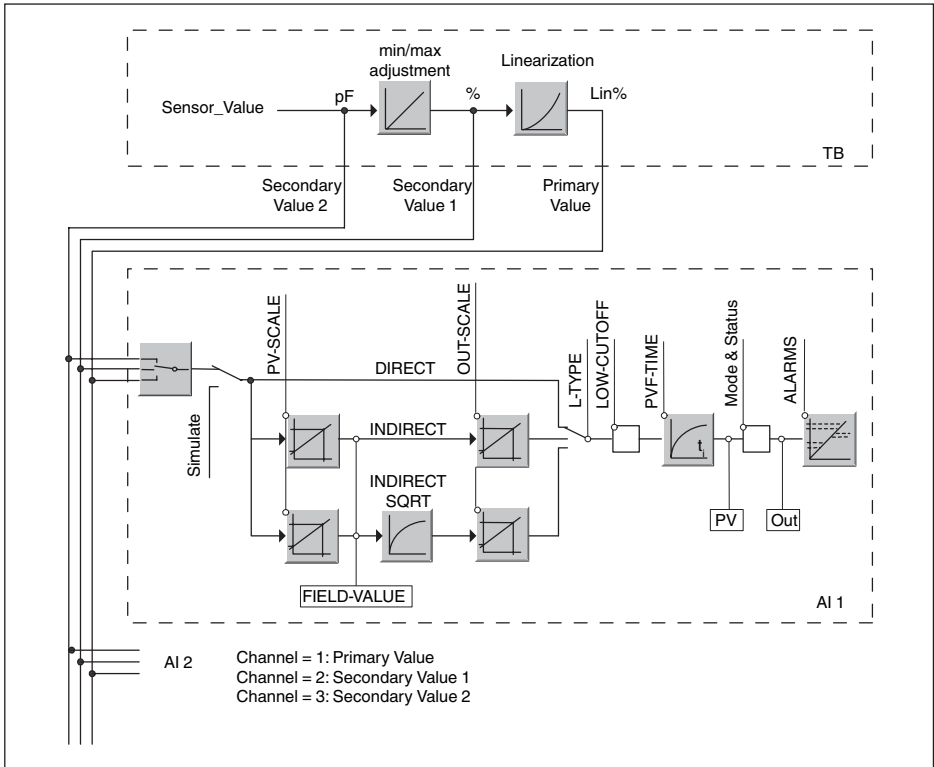 min/max
adjustment
Linearization
Sensor_Value
pF
%
Lin%
TB
Secondary
Value 2
Secondary
Value 1
Primary
Value
PV-SCALE
OUT-SCALE
L-TYPE
LOW-CUTOFF
PVF-TIME
Mode & Status
ALARMS
DIRECT
Simulate
INDIRECT
INDIRECT
SQRT
ti
PV
Out
FIELD-VALUE
AI 1
AI 2
Channel = 1: Primary Value
Channel = 2: Secondary Value 1
Channel = 3: Secondary Value 2